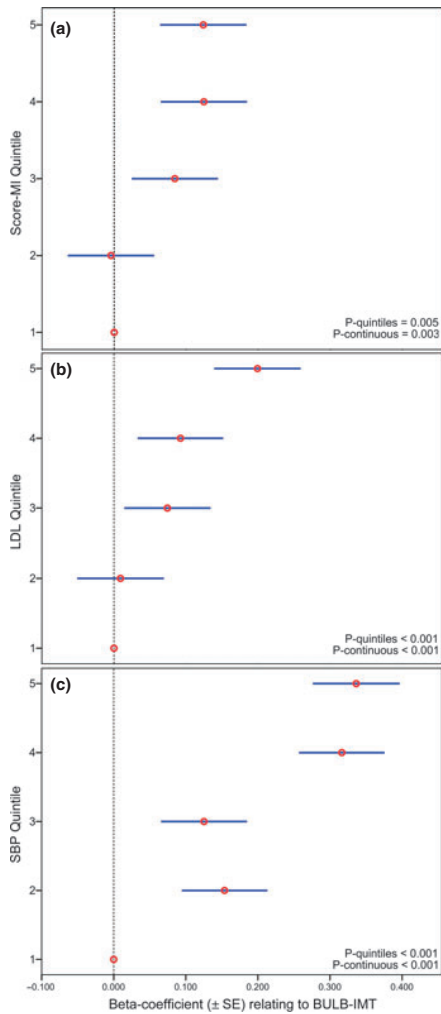 (a)
Score-MI Quintile
5
4
3
2
1
P-quintiles = 0.005
P-continuous = 0.003
(b)
LDL Quintile
5
4
3
2
1
P-quintiles < 0.001
P-continuous < 0.001
(c)
SBP Quintile
5
4
3
2
1
P-quintiles < 0.001
P-continuous < 0.001
-0.100 0.000 0.100 0.200 0.300 0.400
Beta-coefficient (± SE) relating to BULB-IMT